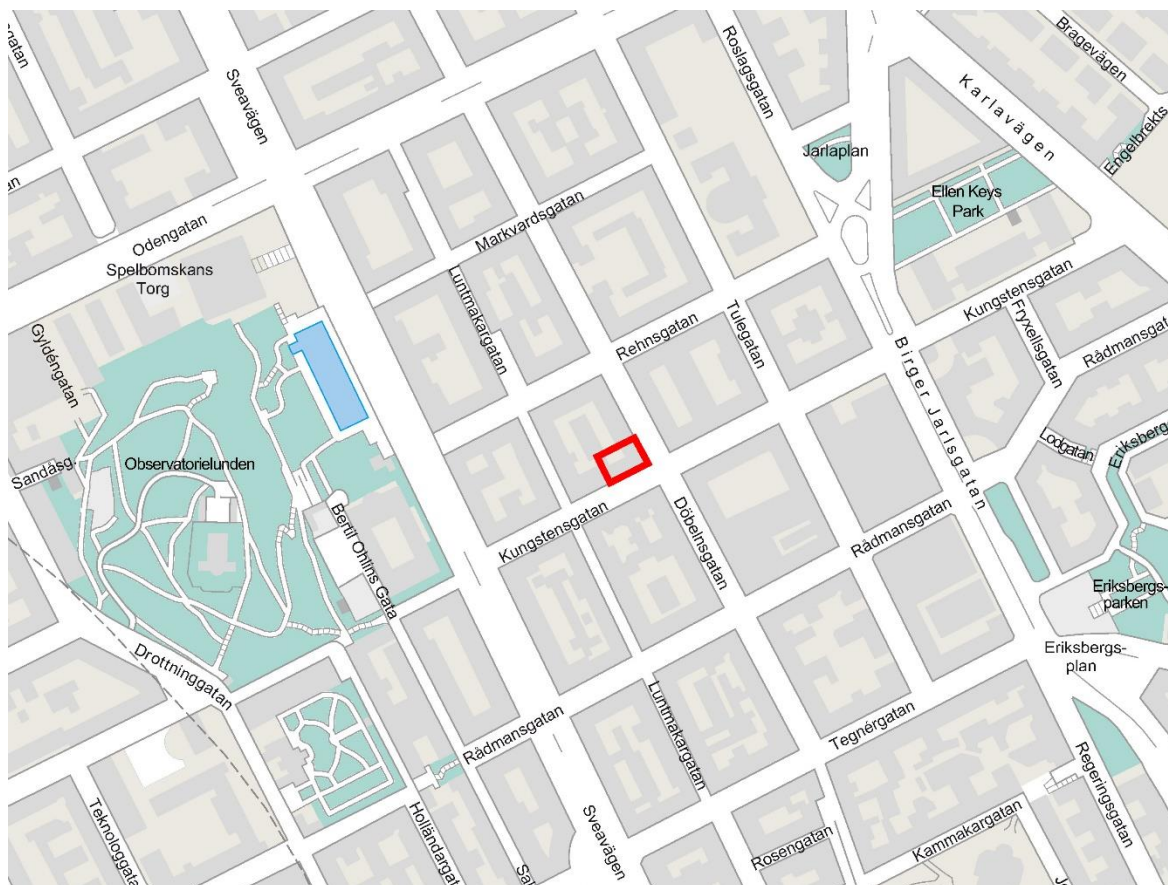 Sveavägen
Roslagsgatan
Bragevägen
Karlavägen
Engelbrekts
Jarlaplan
Ellen Keys
Park
Odengatan
Markvardsgatan
Spelbomskans
Torg
Luntmakargatan
Kungstensgatan
Fryxellsgatan
Gyldéngatan
Rehnsgatan
Tulegatan
Rådmansgat
Birger Jarlsgatan
Lodgatan
Eriksberg
Sandåsg.
Observatorielunden
Bertil Ohlins Gata
Kungstensgatan
Döbelnsgatan
Rådmansgatan
Eriksbergs-
parken
Eriksbergs-
plan
Drottninggatan
Luntmakargatan
Rådmansgatan
Tegnérgatan
Regeringsgatan
Teknologgata
Holländargat
Sveavägen
Rosengatan
Kammakargatan